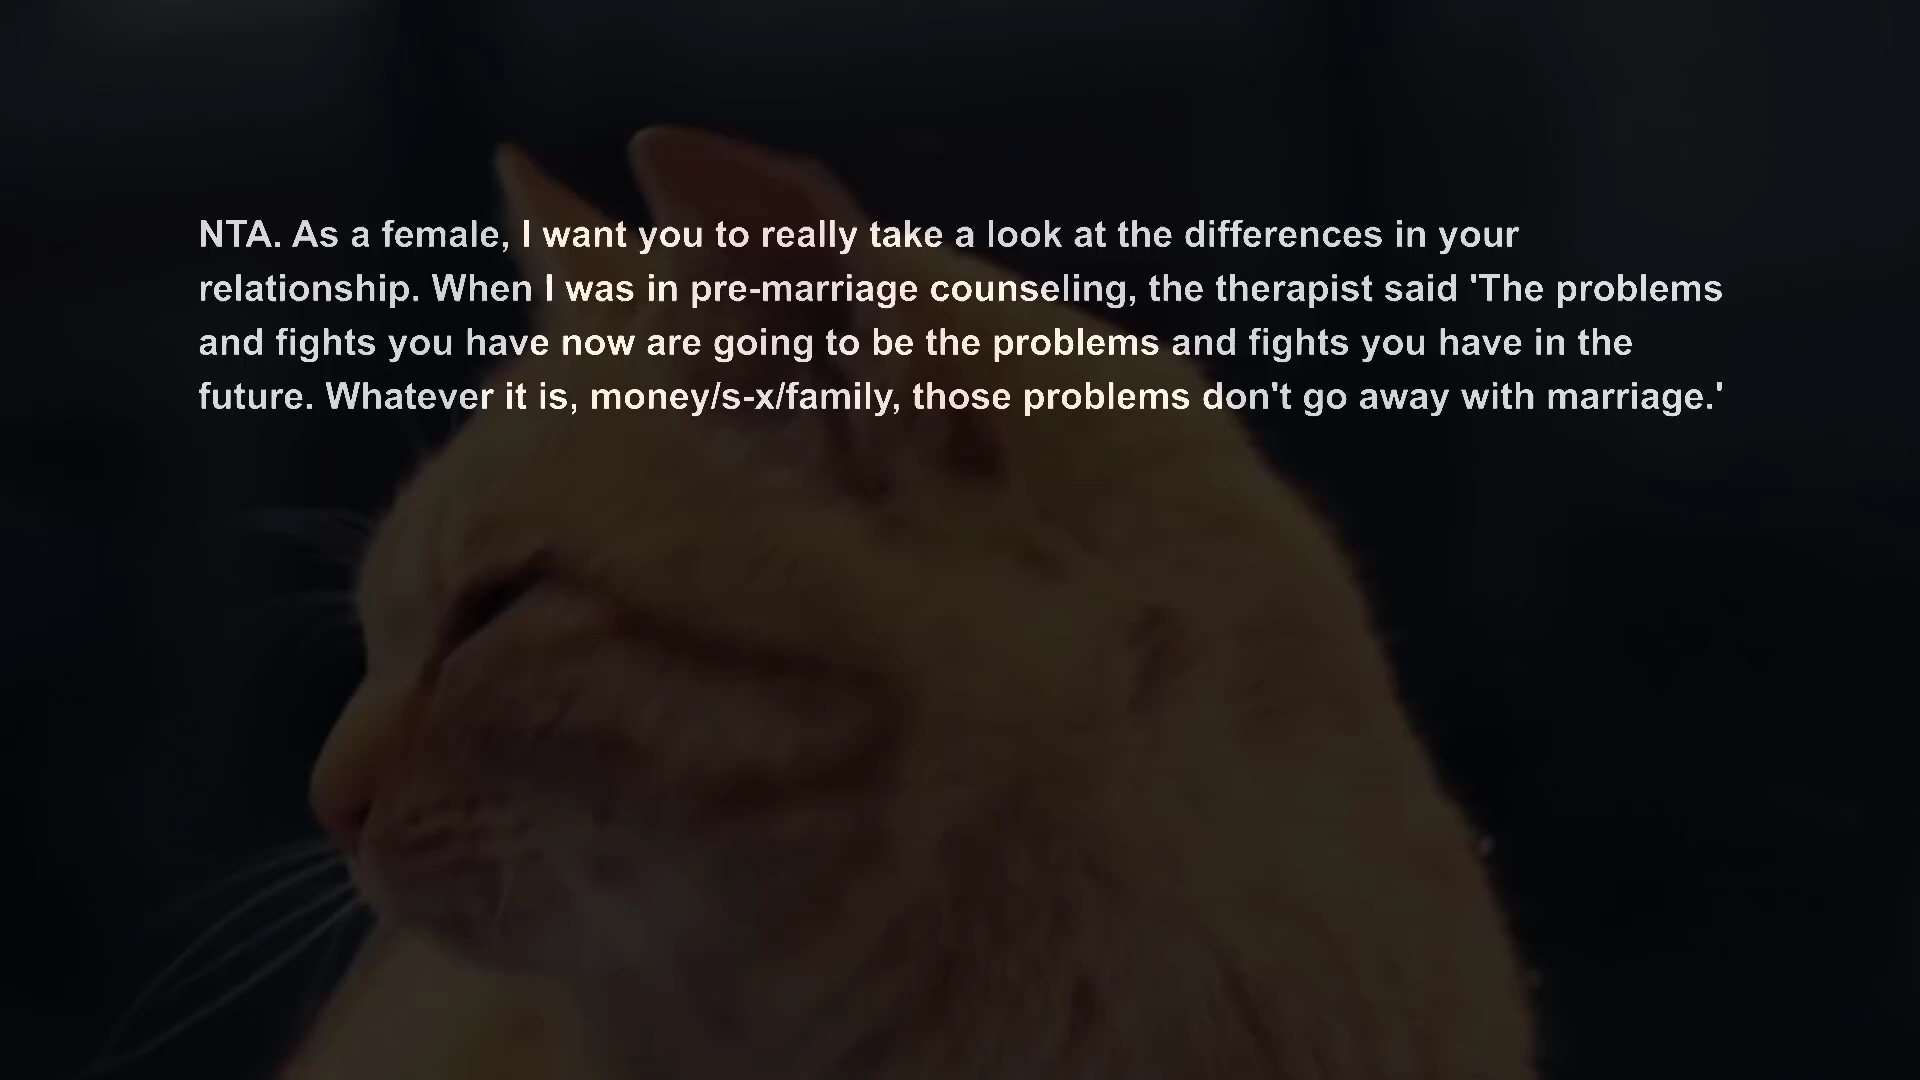 NTA. As a female, I want you to really take a look at the differences in your
relationship. When I was in pre-marriage counseling, the therapist said 'The problems
and fights you have now are going to be the problems and fights you have in the
future. Whatever it is, money/s-x/family, those problems don't go away with marriage.'